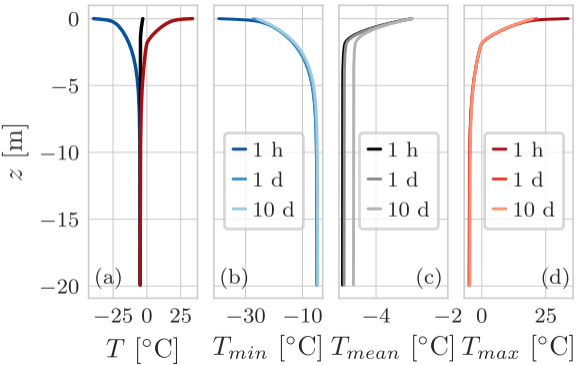 0
−5
−10
−15
−20
z [m]
(a)
−25 0 25
T [°C]
1 h
1 d
10 d
(b)
−30 −10
T_min [°C]
1 h
1 d
10 d
(c)
−4 −2
T_mean [°C]
1 h
1 d
10 d
(d)
0 25
T_max [°C]